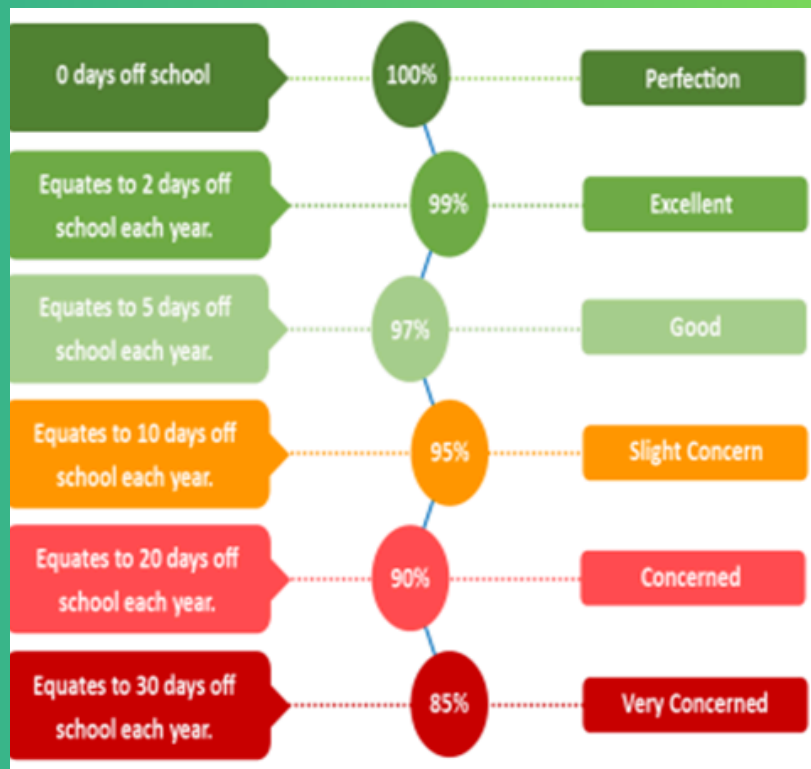 0 days off school
100%
Perfection
Equates to 2 days off
school each year.
99%
Excellent
Equates to 5 days off
school each year.
97%
Good
Equates to 10 days off
school each year.
95%
Slight Concern
Equates to 20 days off
school each year.
90%
Concerned
Equates to 30 days off
school each year.
85%
Very Concerned